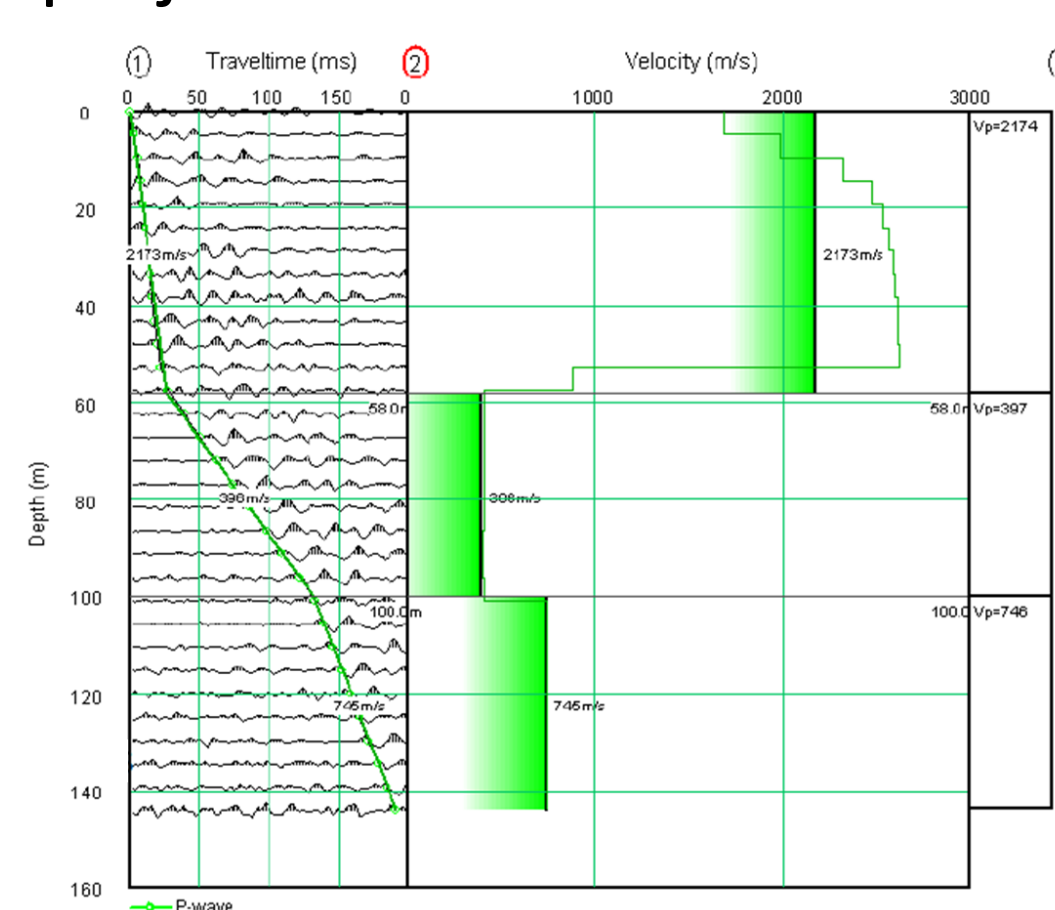 1 Traveltime (ms) 2 Velocity (m/s)
0 50 100 150 0 1000 2000 3000
0
Vp=2174
20
2173m/s 2173m/s
40
60
58.0m 58.0m Vp=397
80
398m/s 398m/s
Depth (m)
100
100.0m 100.0 Vp=746
120
745m/s 745m/s
140
160
P-wave